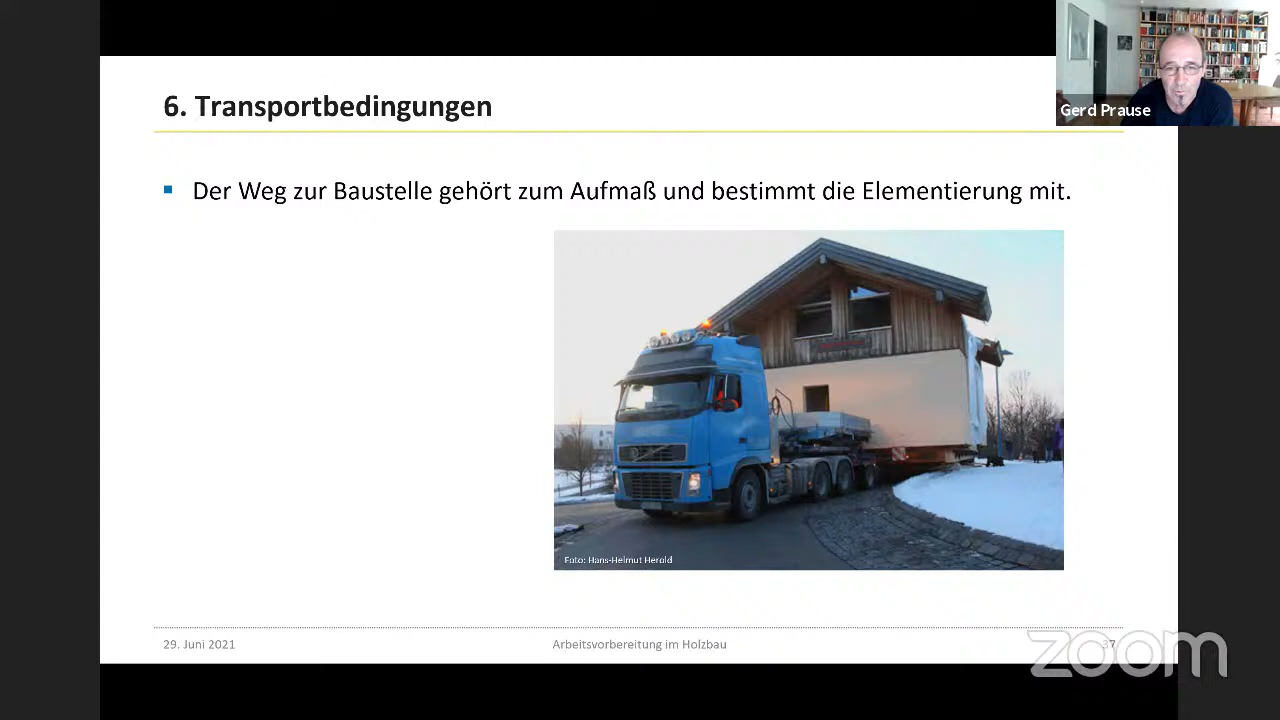 6. Transportbedingungen
Gerd Prause
Der Weg zur Baustelle gehört zum Aufmaß und bestimmt die Elementierung mit.
Foto: Hans-Helmut Herold
29. Juni 2021
Arbeitsvorbereitung im Holzbau
37
zoom